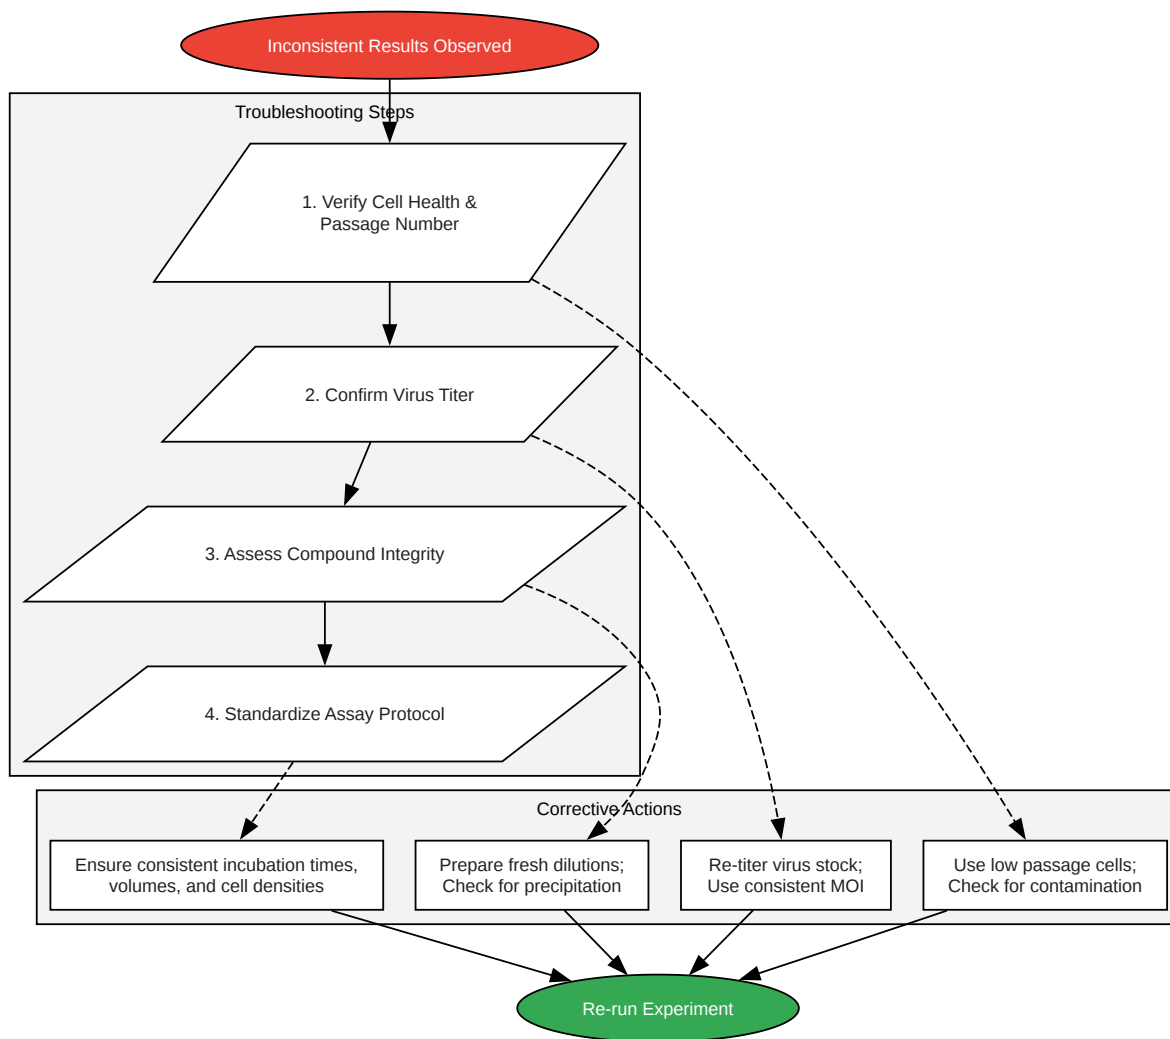 Inconsistent Results Observed
Troubleshooting Steps
1. Verify Cell Health &
Passage Number
2. Confirm Virus Titer
3. Assess Compound Integrity
4. Standardize Assay Protocol
Corrective Actions
Ensure consistent incubation times,
volumes, and cell densities
Prepare fresh dilutions;
Check for precipitation
Re-titer virus stock;
Use consistent MOI
Use low passage cells;
Check for contamination
Re-run Experiment